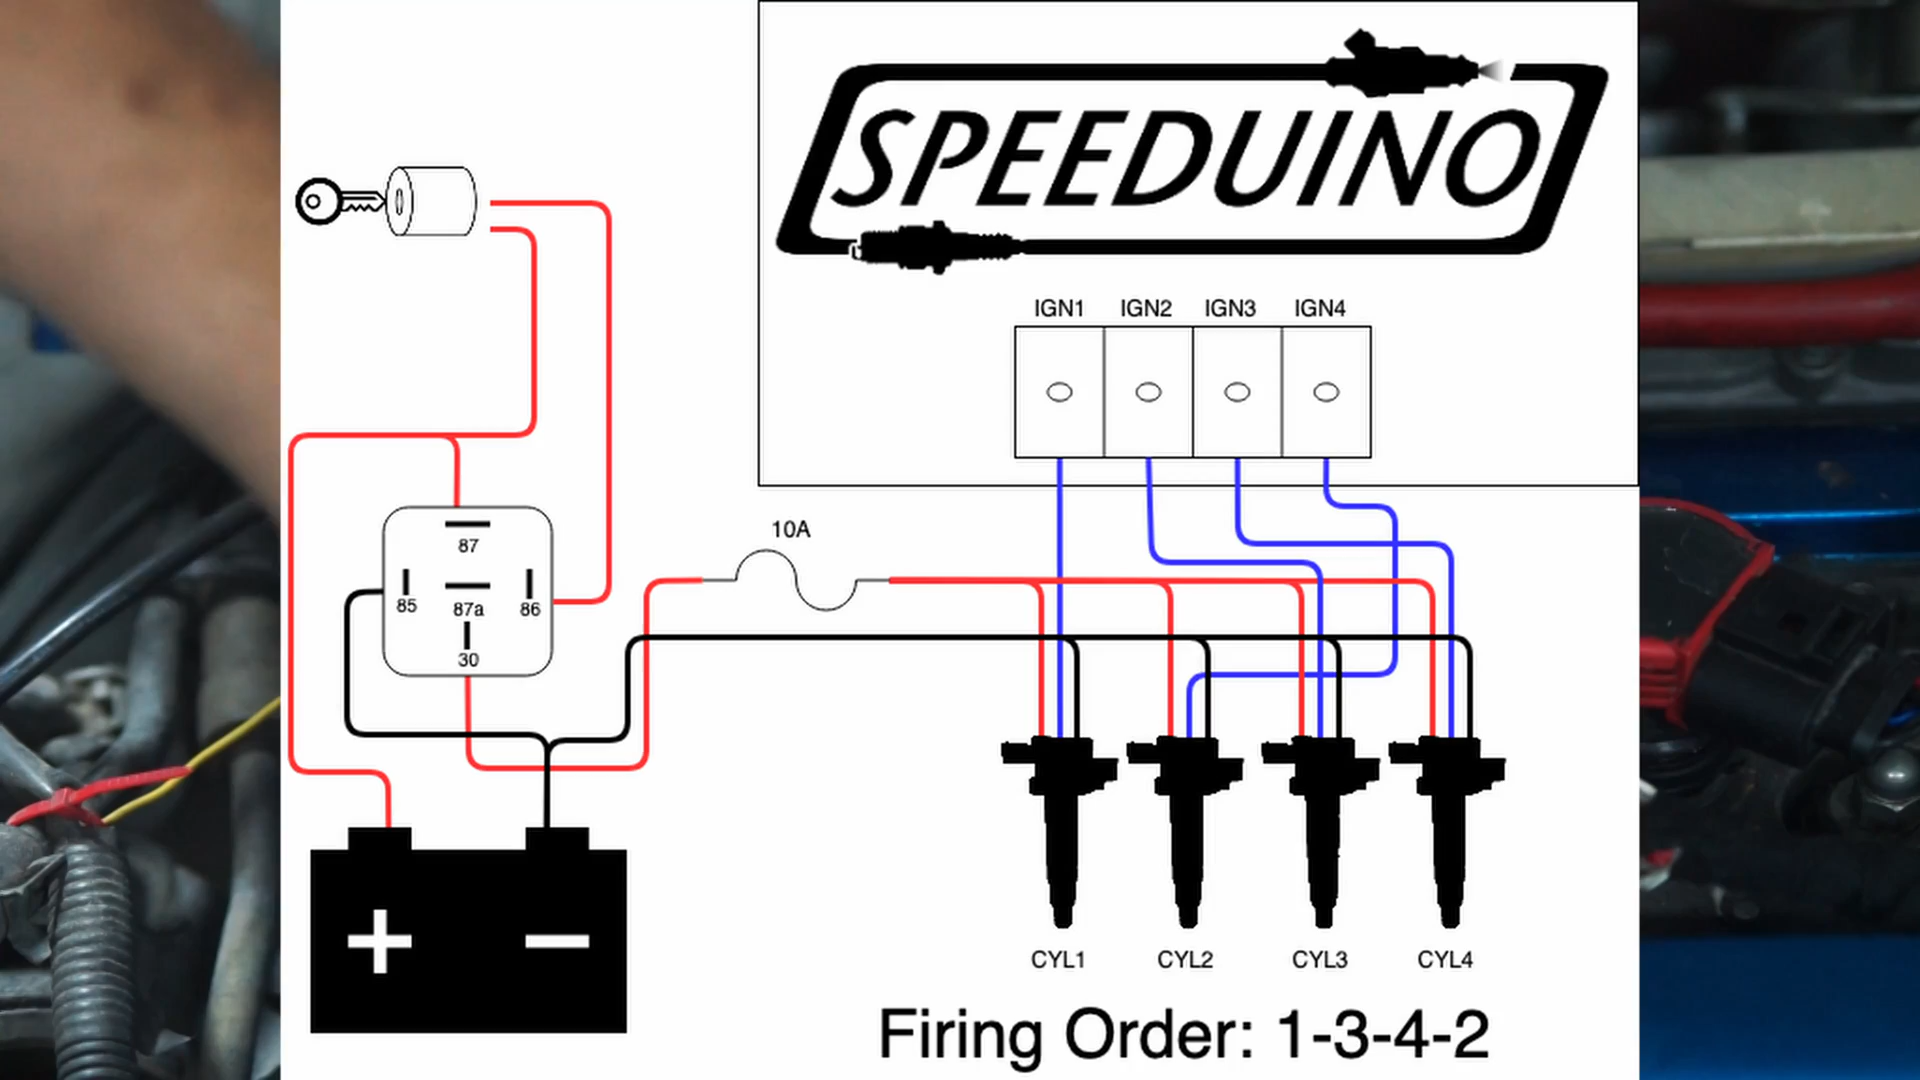 SPEEDUINO
IGN1 IGN2 IGN3 IGN4
10A
87
85 87a 86
30
+ −
CYL1 CYL2 CYL3 CYL4
Firing Order: 1-3-4-2